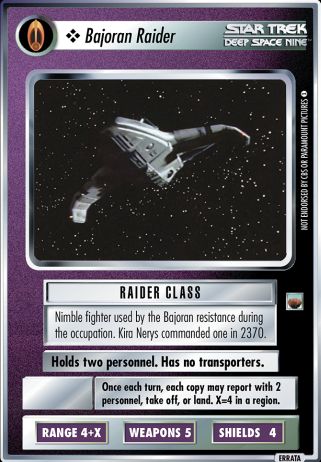 ❖ Bajoran Raider
STAR TREK
DEEP SPACE NINE™
NOT ENDORSED BY CBS OR PARAMOUNT PICTURES
RAIDER CLASS
Nimble fighter used by the Bajoran resistance during
the occupation. Kira Nerys commanded one in 2370.
Holds two personnel. Has no transporters.
Once each turn, each copy may report with 2
personnel, take off, or land. X=4 in a region.
RANGE 4+X WEAPONS 5 SHIELDS 4
ERRATA